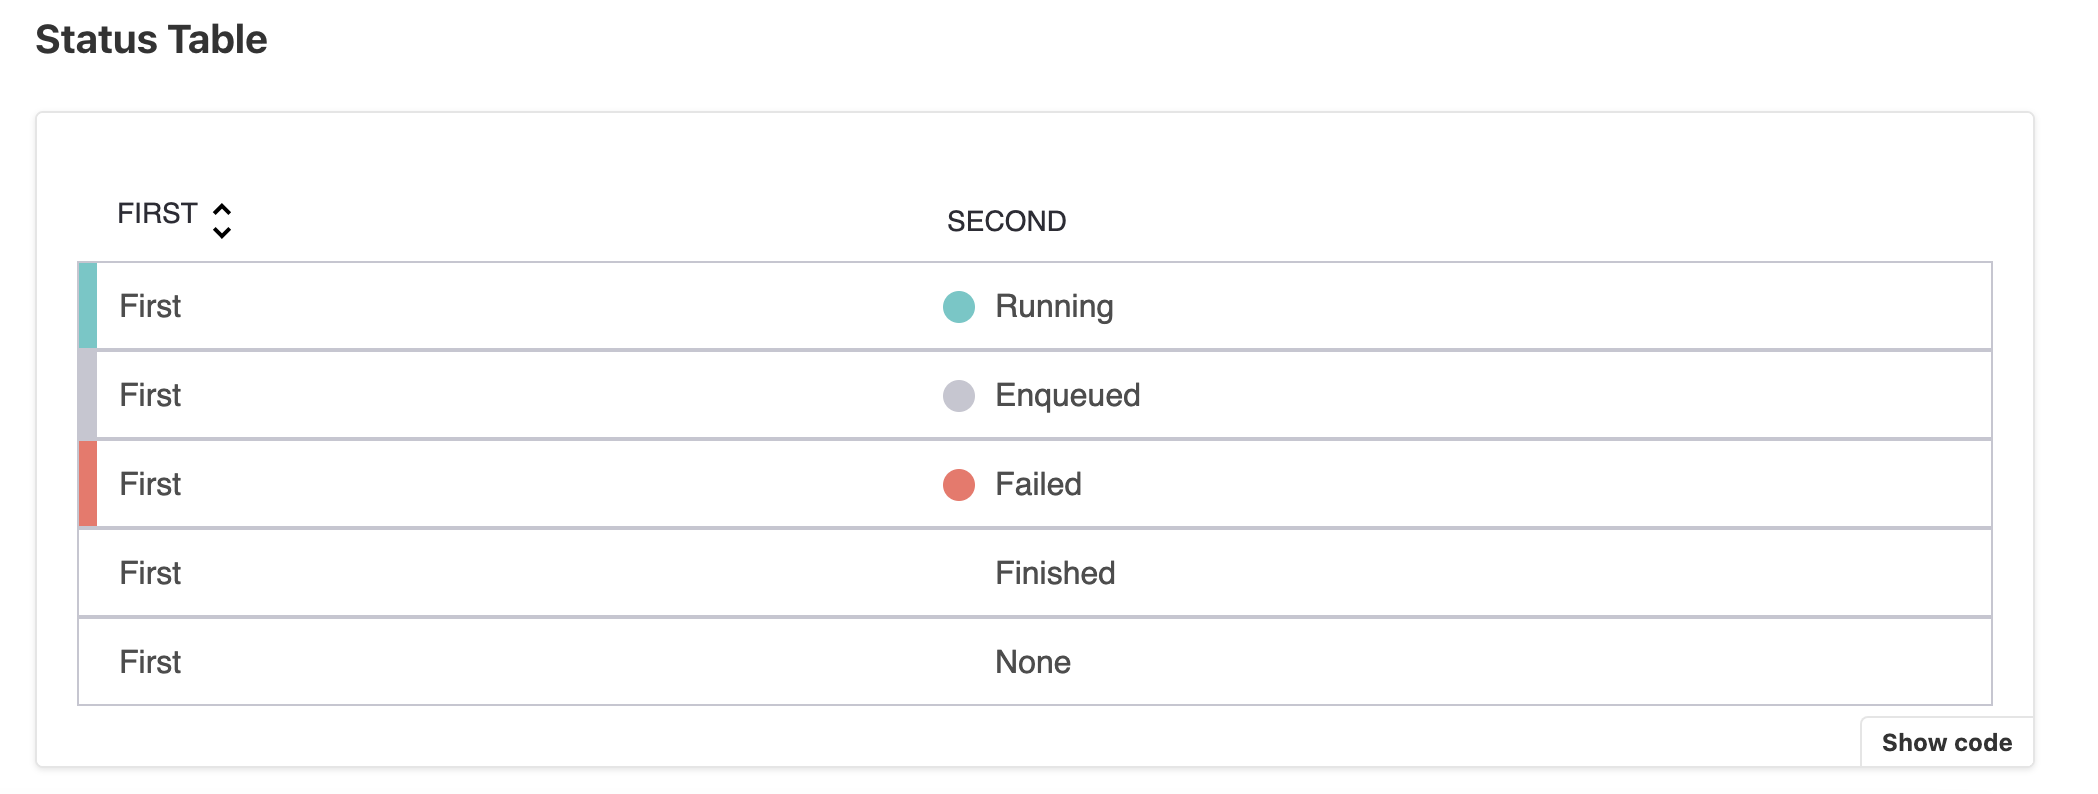 Status Table
FIRST SECOND
First Running
First Enqueued
First Failed
First Finished
First None
Show code